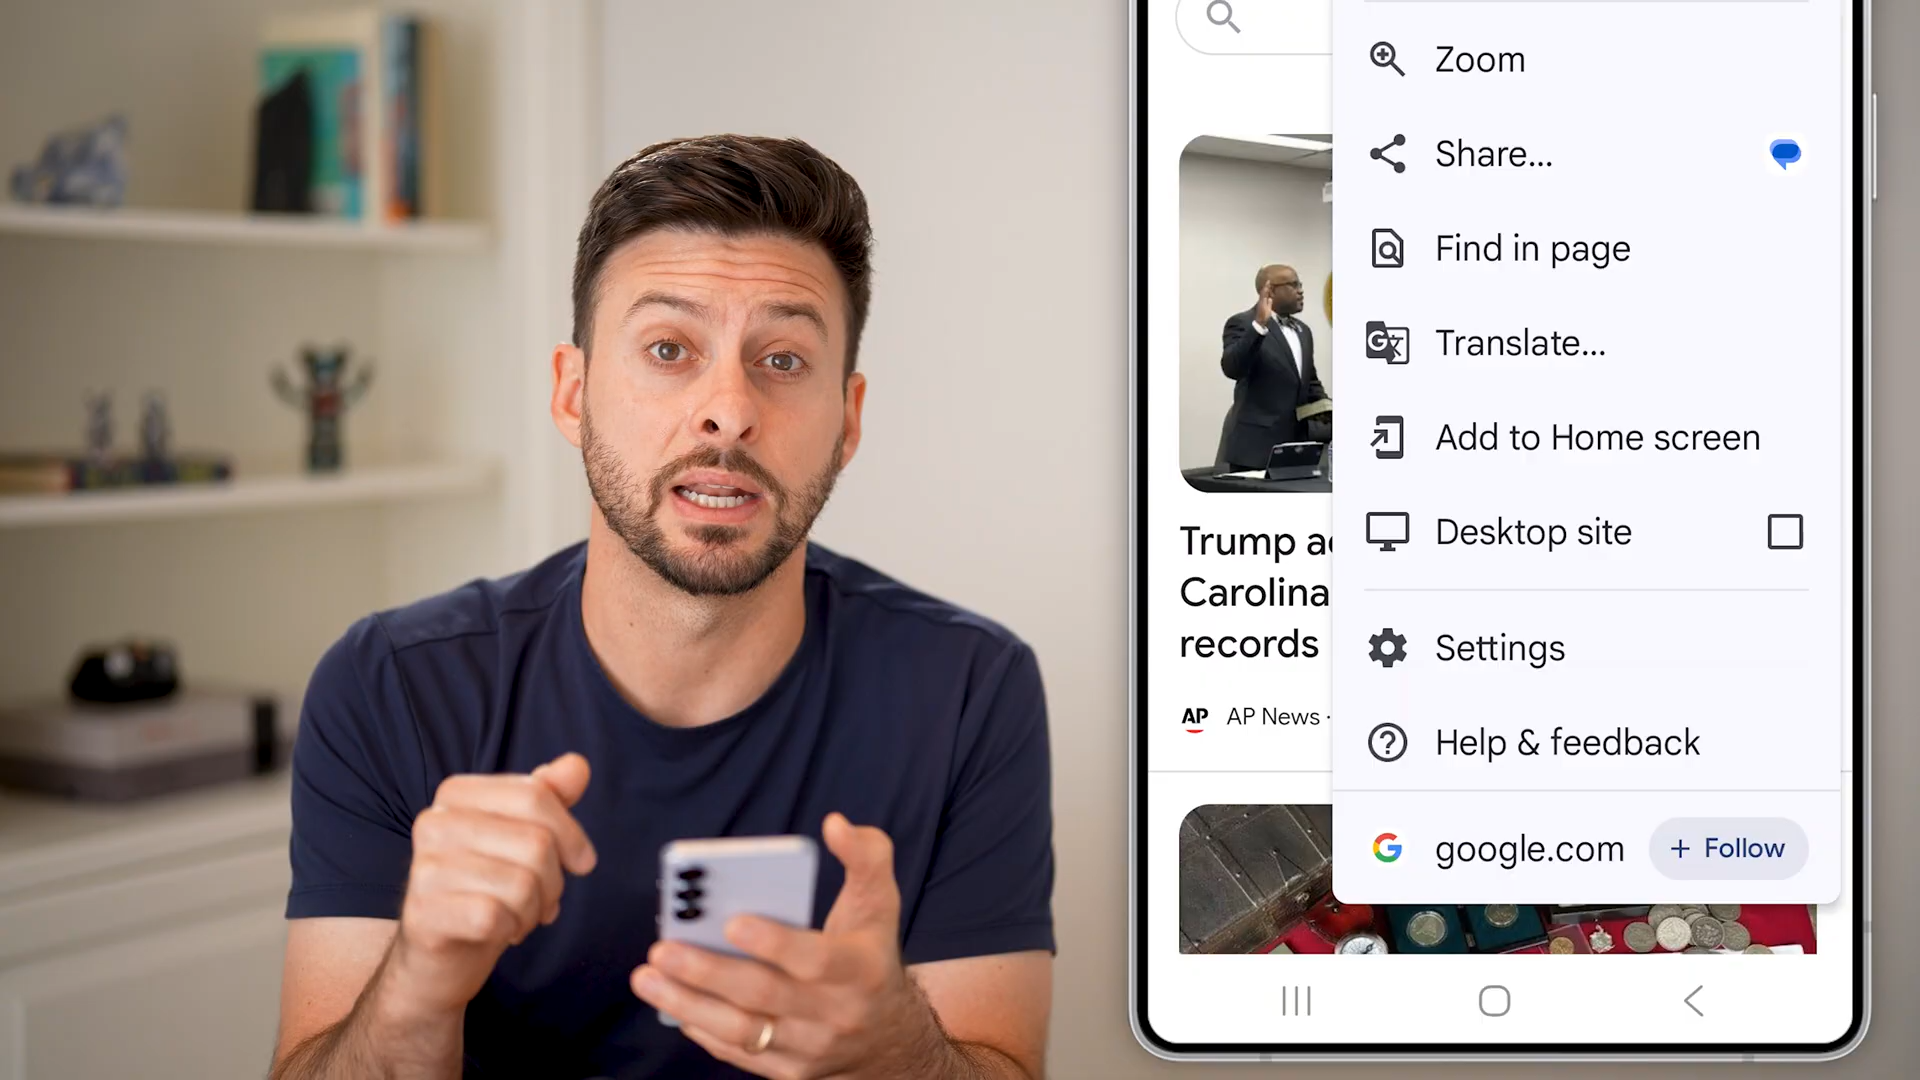 Zoom
Share...
Find in page
Translate...
Add to Home screen
Desktop site
Trump a
Carolina
records
Settings
AP AP News ·
Help & feedback
google.com + Follow